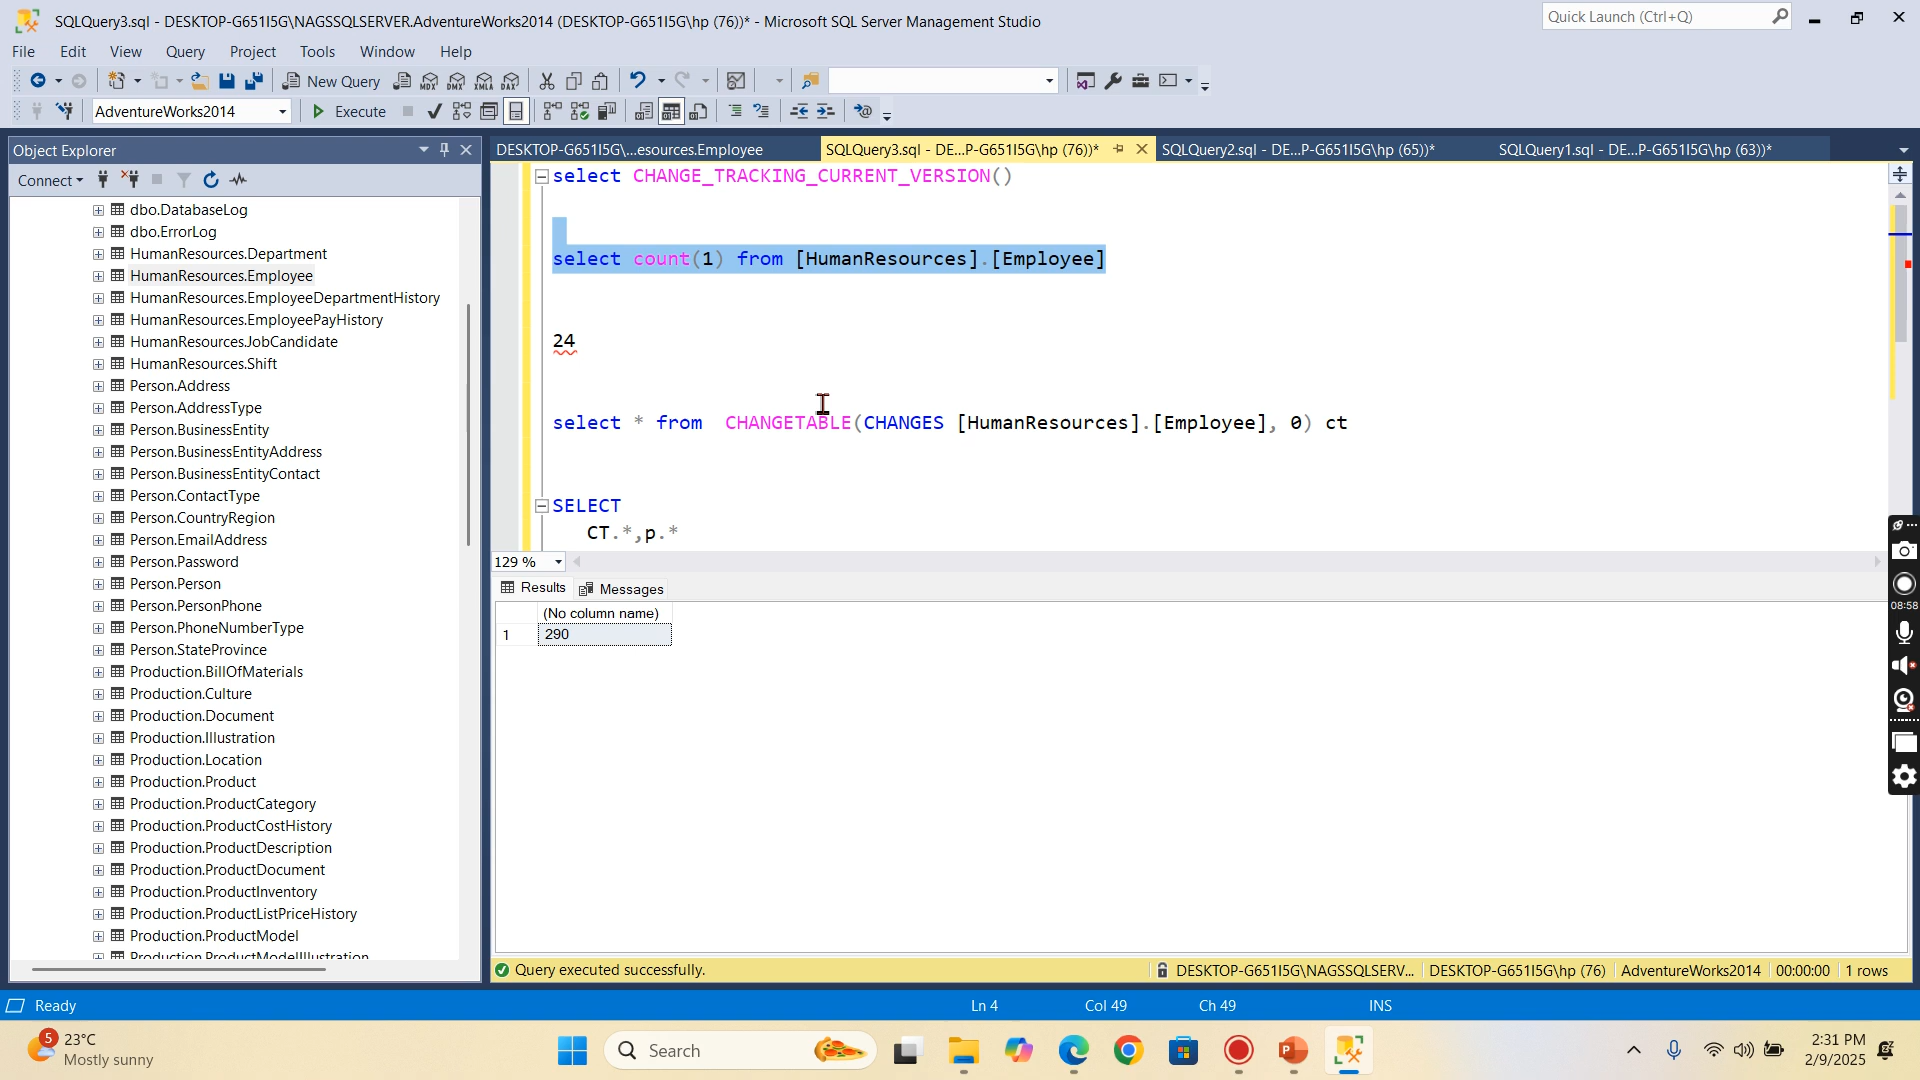 SQLQuery3.sql - DESKTOP-G651I5G\NAGSSQLSERVER.AdventureWorks2014 (DESKTOP-G651I5G\hp (76))* - Microsoft SQL Server Management Studio
Quick Launch (Ctrl+Q)
File Edit View Query Project Tools Window Help
New Query
MDX DMX XMLA DAX
AdventureWorks2014
Execute
Object Explorer
DESKTOP-G651I5G\...esources.Employee
SQLQuery3.sql - DE...P-G651I5G\hp (76))*
SQLQuery2.sql - DE...P-G651I5G\hp (65))*
SQLQuery1.sql - DE...P-G651I5G\hp (63))*
Connect
dbo.DatabaseLog
dbo.ErrorLog
HumanResources.Department
HumanResources.Employee
HumanResources.EmployeeDepartmentHistory
HumanResources.EmployeePayHistory
HumanResources.JobCandidate
HumanResources.Shift
Person.Address
Person.AddressType
Person.BusinessEntity
Person.BusinessEntityAddress
Person.BusinessEntityContact
Person.ContactType
Person.CountryRegion
Person.EmailAddress
Person.Password
Person.Person
Person.PersonPhone
Person.PhoneNumberType
Person.StateProvince
Production.BillOfMaterials
Production.Culture
Production.Document
Production.Illustration
Production.Location
Production.Product
Production.ProductCategory
Production.ProductCostHistory
Production.ProductDescription
Production.ProductDocument
Production.ProductInventory
Production.ProductListPriceHistory
Production.ProductModel
Production.ProductModelIllustration
select CHANGE_TRACKING_CURRENT_VERSION()
select count(1) from [HumanResources].[Employee]
24
select * from  CHANGETABLE(CHANGES [HumanResources].[Employee], 0) ct
SELECT
CT.*,p.*
129 %
Results Messages
(No column name)
1 290
08:58
Query executed successfully.
DESKTOP-G651I5G\NAGSSQLSERV... DESKTOP-G651I5G\hp (76) AdventureWorks2014 00:00:00 1 rows
Ready
Ln 4 Col 49 Ch 49 INS
5
23°C
Mostly sunny
Search
2:31 PM
2/9/2025